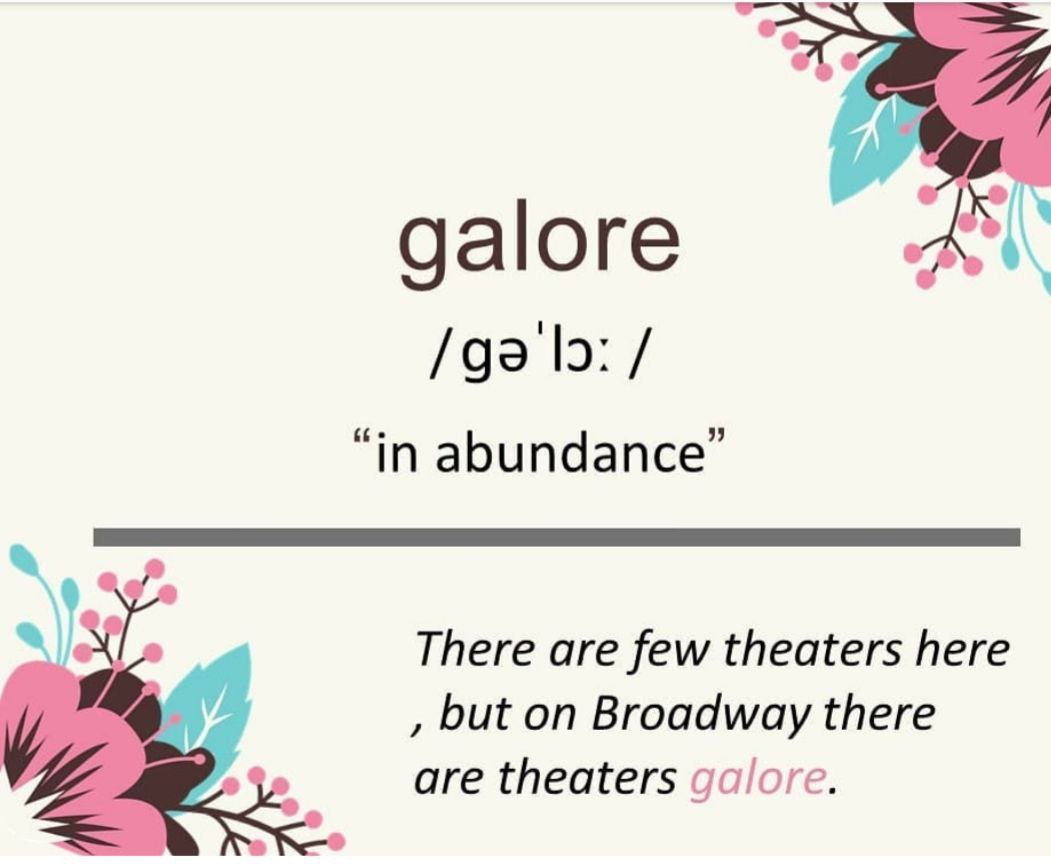 galore
/gəˈlɔː /
“in abundance”
There are few theaters here
, but on Broadway there
are theaters galore.